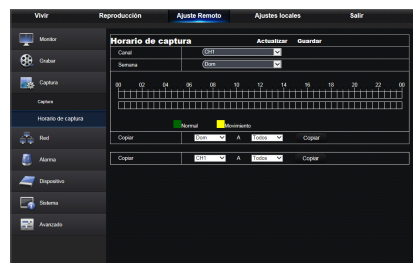 Vivir Reproducción Ajuste Remoto Ajustes locales Salir
Monitor
Grabar
Captura
Captura
Horario de captura
Red
Alarma
Dispositivo
Sistema
Avanzado
Horario de captura Actualizar Guardar
Canal CH1
Semana Dom
00 02 04 06 08 10 12 14 16 18 20 22 00
Normal Movimiento
Copiar Dom A Todos Copiar
Copiar CH1 A Todos Copiar